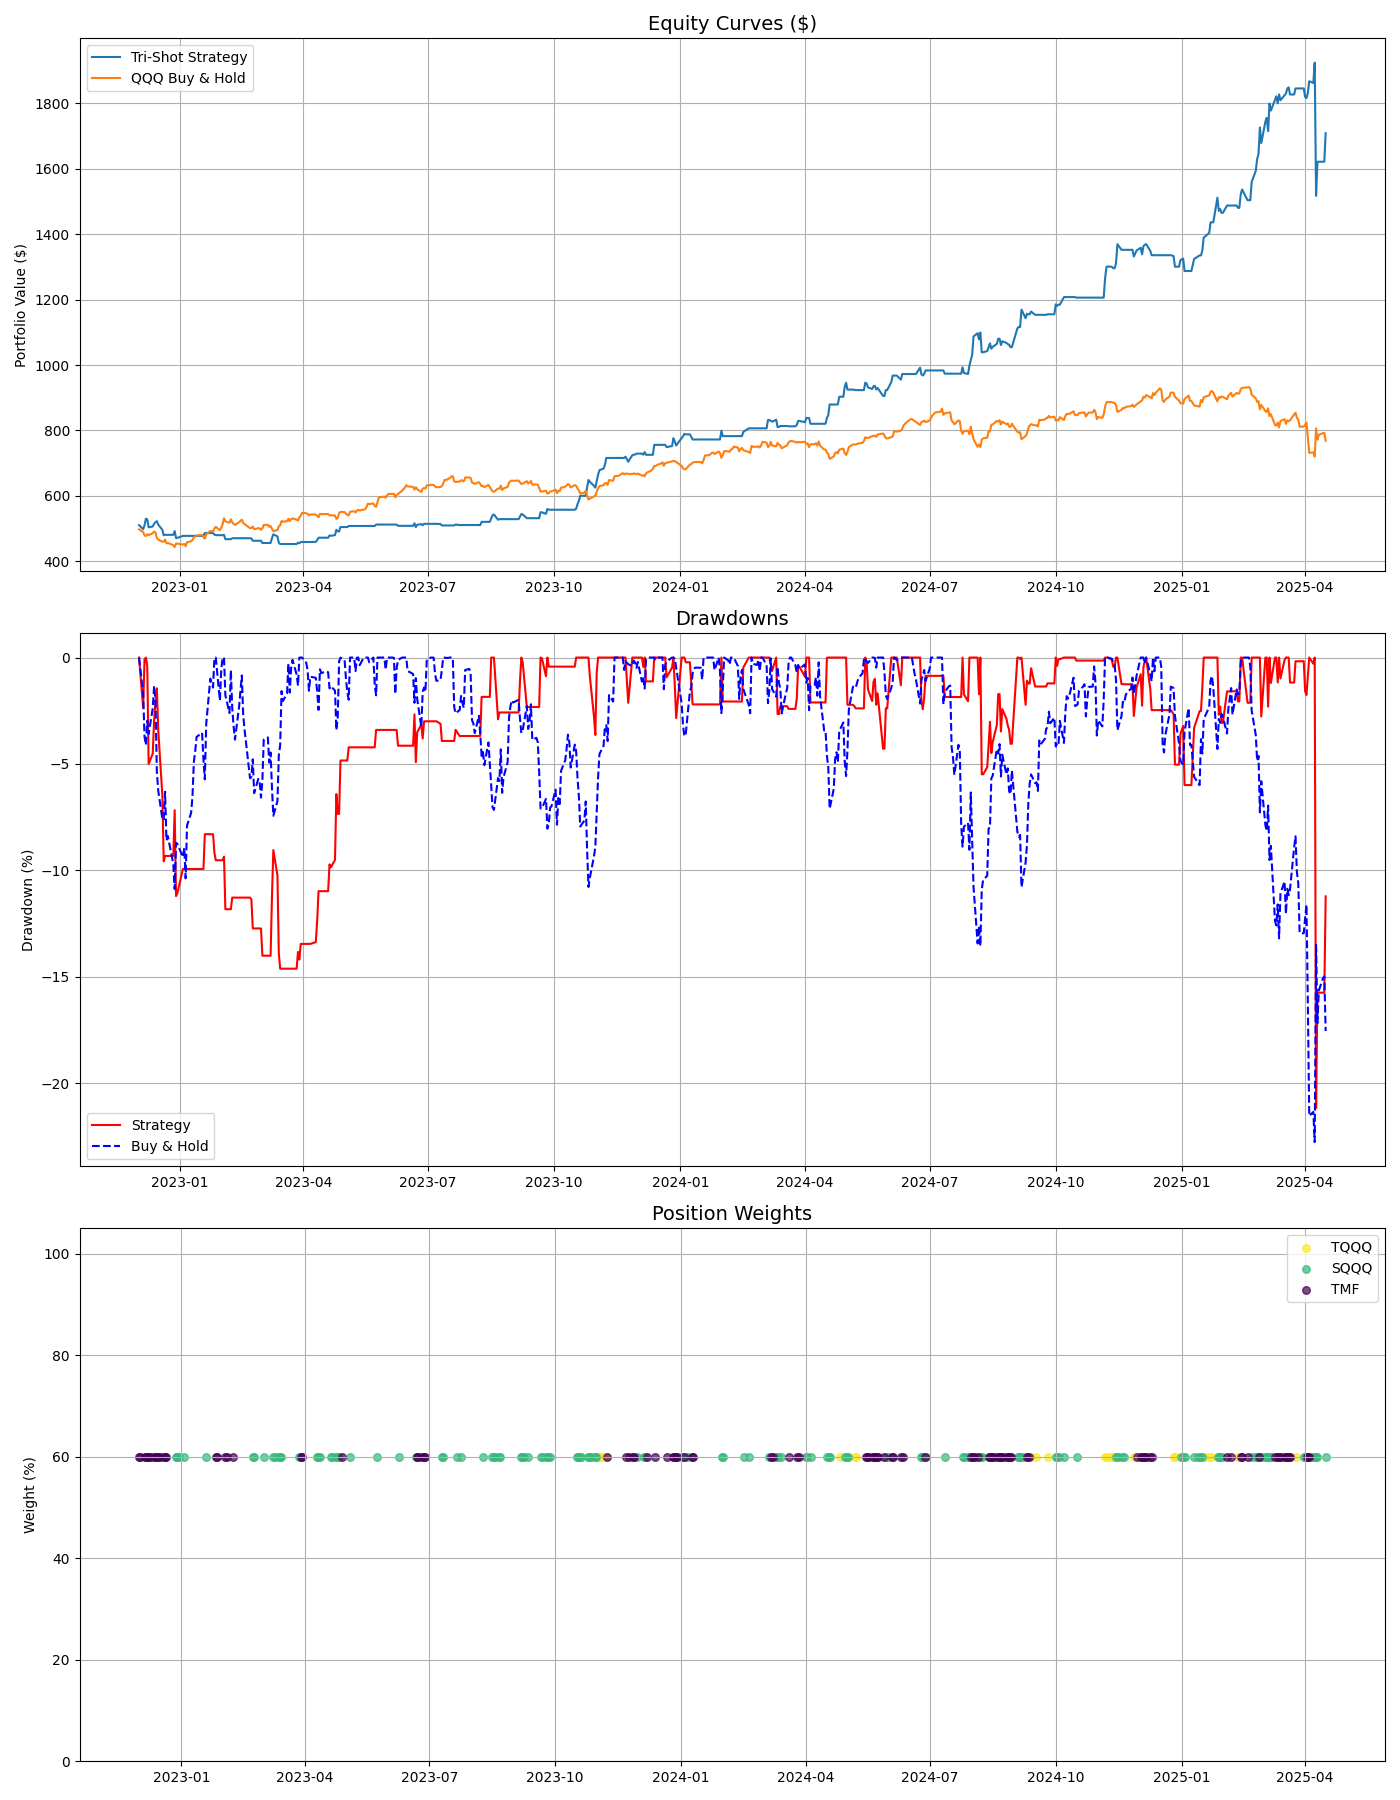 Equity Curves ($)
Tri-Shot Strategy
QQQ Buy & Hold
Portfolio Value ($)
1800
1600
1400
1200
1000
800
600
400
2023-01 2023-04 2023-07 2023-10 2024-01 2024-04 2024-07 2024-10 2025-01 2025-04
Drawdowns
Drawdown (%)
0
−5
−10
−15
−20
Strategy
Buy & Hold
2023-01 2023-04 2023-07 2023-10 2024-01 2024-04 2024-07 2024-10 2025-01 2025-04
Position Weights
TQQQ
SQQQ
TMF
Weight (%)
100
80
60
40
20
0
2023-01 2023-04 2023-07 2023-10 2024-01 2024-04 2024-07 2024-10 2025-01 2025-04